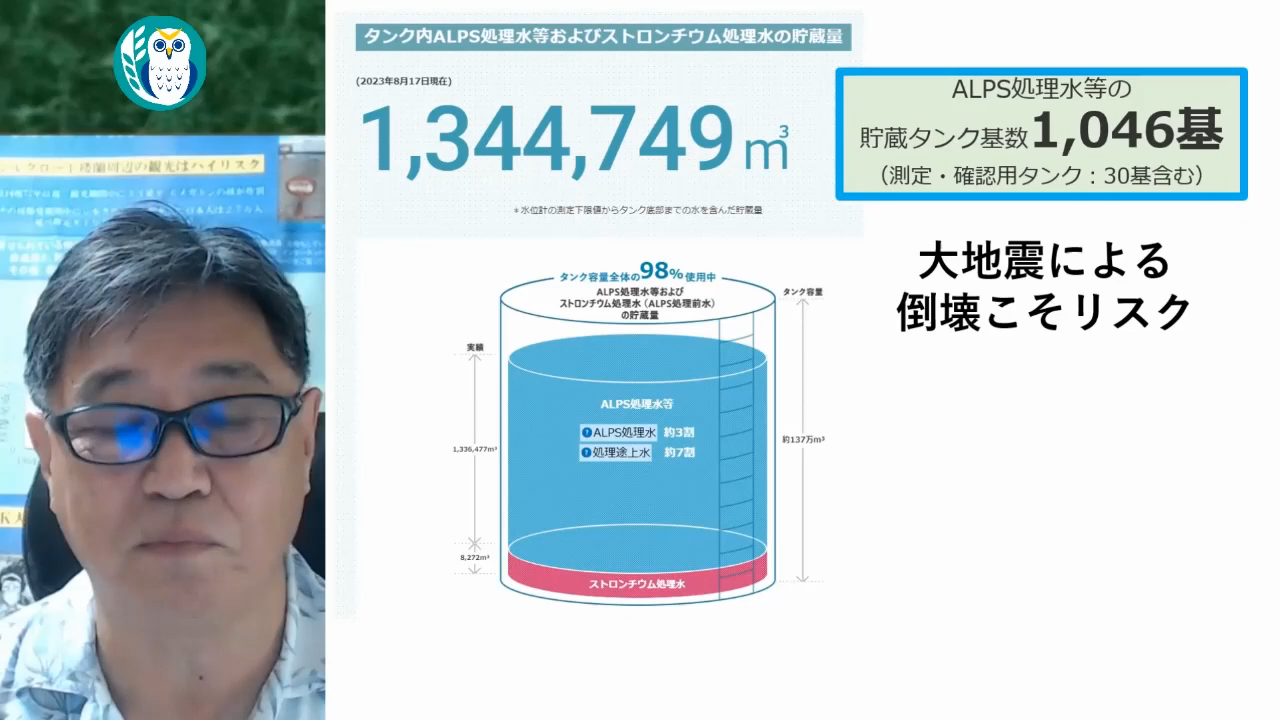 タンク内ALPS処理水等およびストロンチウム処理水の貯蔵量
(2023年8月17日現在)
1,344,749m³
＊水位計の測定下限値からタンク底部までの水を含んだ貯蔵量
ALPS処理水等の
貯蔵タンク基数1,046基
（測定・確認用タンク：30基含む）
大地震による
倒壊こそリスク
タンク容量全体の98%使用中
ALPS処理水等および
ストロンチウム処理水（ALPS処理前水）
の貯蔵量
タンク容量
実績
ALPS処理水等
ALPS処理水 約3割
処理途上水 約7割
1,336,477m³
約137万m³
8,272m³
ストロンチウム処理水
周辺の観光はハイリスク